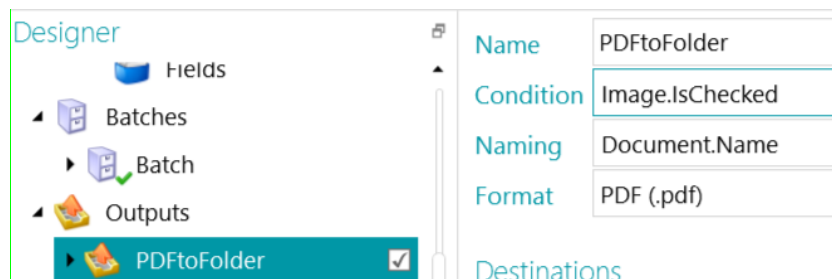 Designer
Fields
Batches
Batch
Outputs
PDFtoFolder
Name PDFtoFolder
Condition Image.IsChecked
Naming Document.Name
Format PDF (.pdf)
Destinations